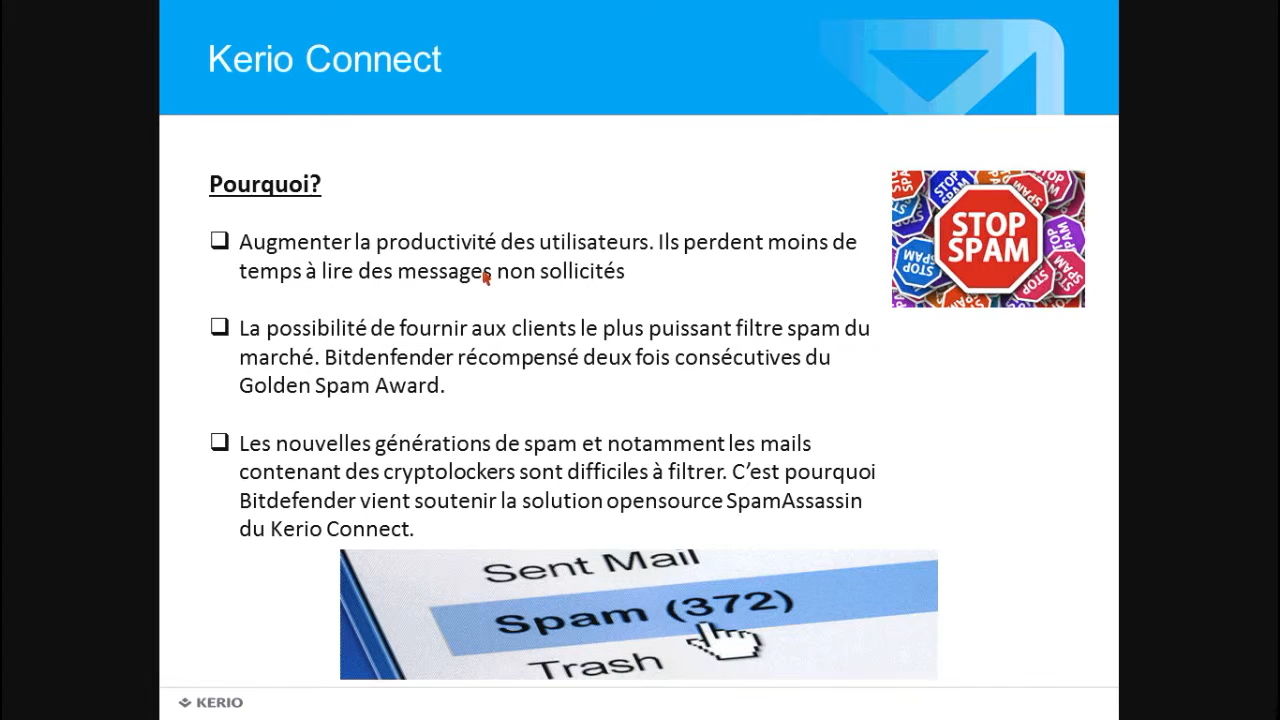 Kerio Connect
Pourquoi?
Augmenter la productivité des utilisateurs. Ils perdent moins de
temps à lire des messages non sollicités
La possibilité de fournir aux clients le plus puissant filtre spam du
marché. Bitdenfender récompensé deux fois consécutives du
Golden Spam Award.
Les nouvelles générations de spam et notamment les mails
contenant des cryptolockers sont difficiles à filtrer. C’est pourquoi
Bitdefender vient soutenir la solution opensource SpamAssassin
du Kerio Connect.
STOP
SPAM
Sent Mail
Spam (372)
Trash
KERIO